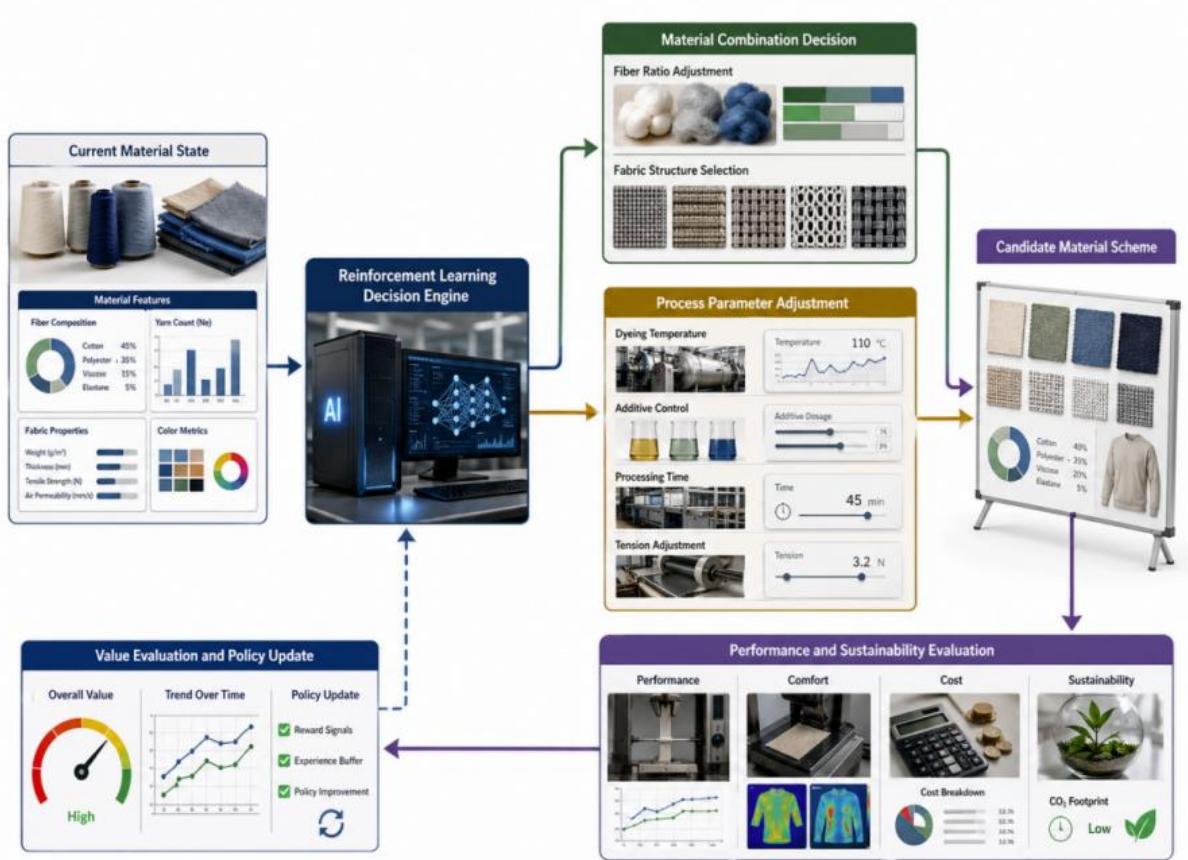 Current Material State
Material Features
Fiber Composition
Cotton 45%
Polyester 35%
Viscose 15%
Elastane 5%
Yarn Count (Ne)
Fabric Properties
Weight (g/m²)
Thickness (mm)
Tensile Strength (N)
Air Permeability (mm/s)
Color Metrics
Reinforcement Learning
Decision Engine
AI
Material Combination Decision
Fiber Ratio Adjustment
Fabric Structure Selection
Process Parameter Adjustment
Dyeing Temperature
Temperature 110 °C
Additive Control
Additive Dosage
Processing Time
Time
45 min
Tension Adjustment
Tension
3.2 N
Candidate Material Scheme
Cotton 40%
Polyester 35%
Viscose 20%
Elastane 5%
Performance and Sustainability Evaluation
Performance
Comfort
Cost
Cost Breakdown
Sustainability
CO₂ Footprint
Low
Value Evaluation and Policy Update
Overall Value
High
Trend Over Time
Policy Update
Reward Signals
Experience Buffer
Policy Improvement